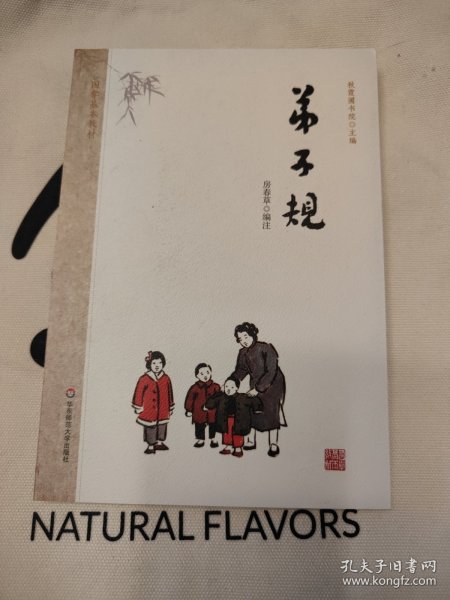 秋霞圃书院◎主编
弟子规
房春草◎编注
国学基本教材
华东师范大学出版社
NATURAL FLAVORS
孔夫子旧书网
www.kongfz.com